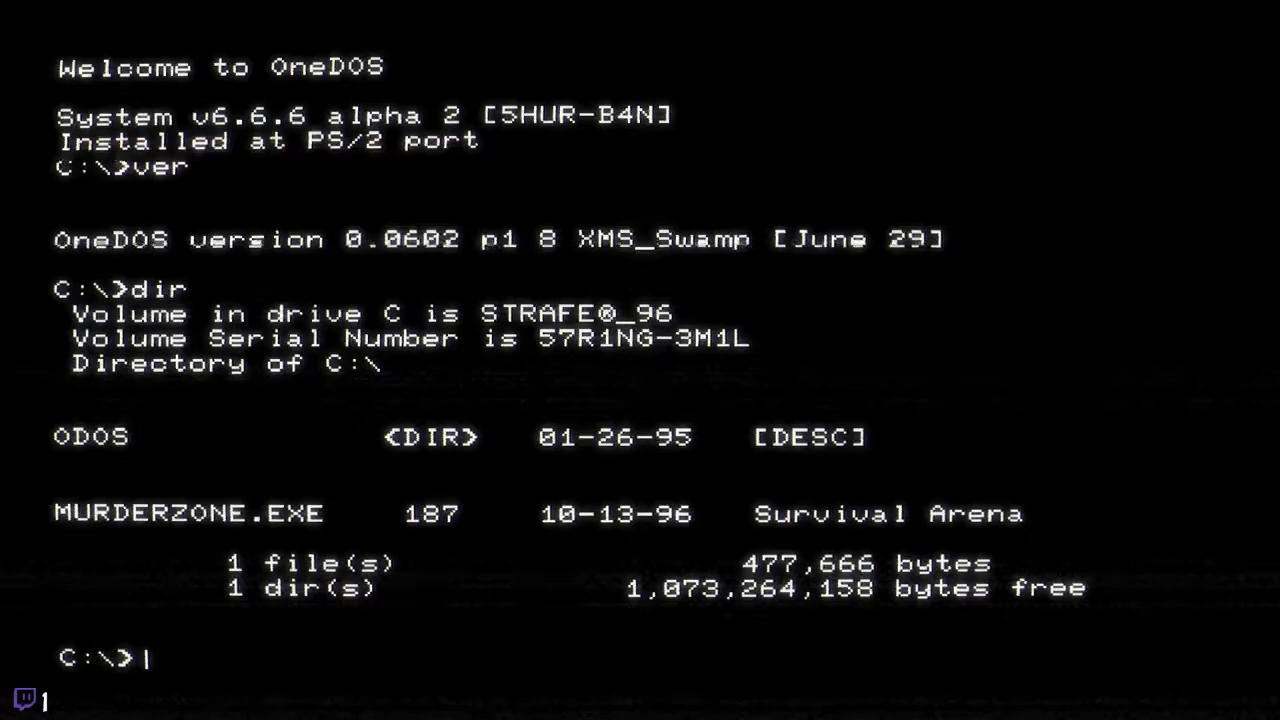 Welcome to OneDOS
System v6.6.6 alpha 2 [5HUR-B4N]
Installed at PS/2 port
C:\>ver
OneDOS version 0.0602 p1 8 XMS_Swamp [June 29]
C:\>dir
Volume in drive C is STRAFE®_96
Volume Serial Number is 57R1NG-3M1L
Directory of C:\
ODOS <DIR> 01-26-95 [DESC]
MURDERZONE.EXE 187 10-13-96 Survival Arena
1 file(s) 477,666 bytes
1 dir(s) 1,073,264,158 bytes free
C:\>|
1